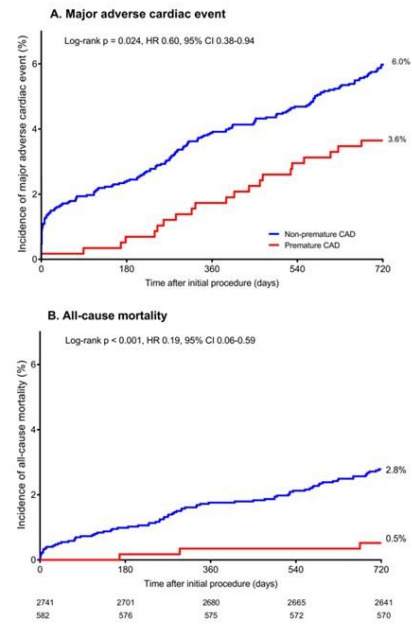 A. Major adverse cardiac event
Log-rank p = 0.024, HR 0.60, 95% CI 0.38-0.94
Incidence of major adverse cardiac event (%)
6
4
2
0
6.0%
3.6%
Non-premature CAD
Premature CAD
0 180 360 540 720
Time after initial procedure (days)
B. All-cause mortality
Log-rank p < 0.001, HR 0.19, 95% CI 0.06-0.59
Incidence of all-cause mortality (%)
6
4
2
0
2.8%
0.5%
0 180 360 540 720
Time after initial procedure (days)
2741 2701 2680 2665 2641
582 576 575 572 570